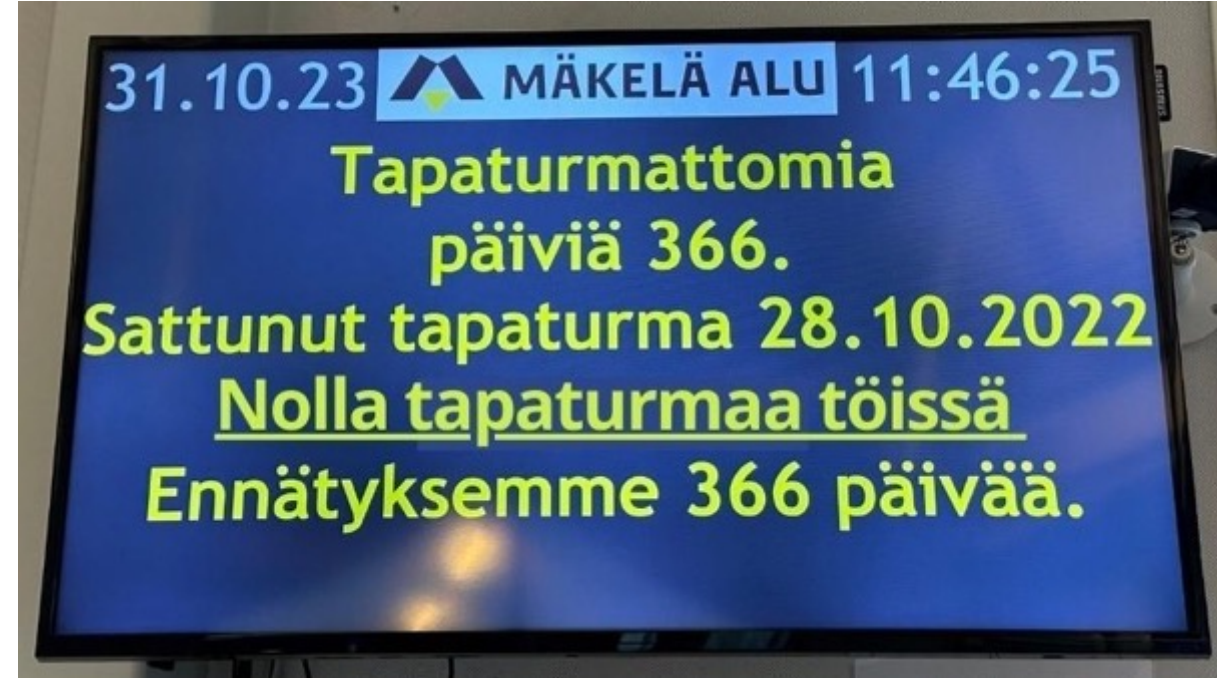 31.10.23 MÄKELÄ ALU 11:46:25
Tapaturmattomia
päiviä 366.
Sattunut tapaturma 28.10.2022
Nolla tapaturmaa töissä
Ennätyksemme 366 päivää.
SAMSUNG